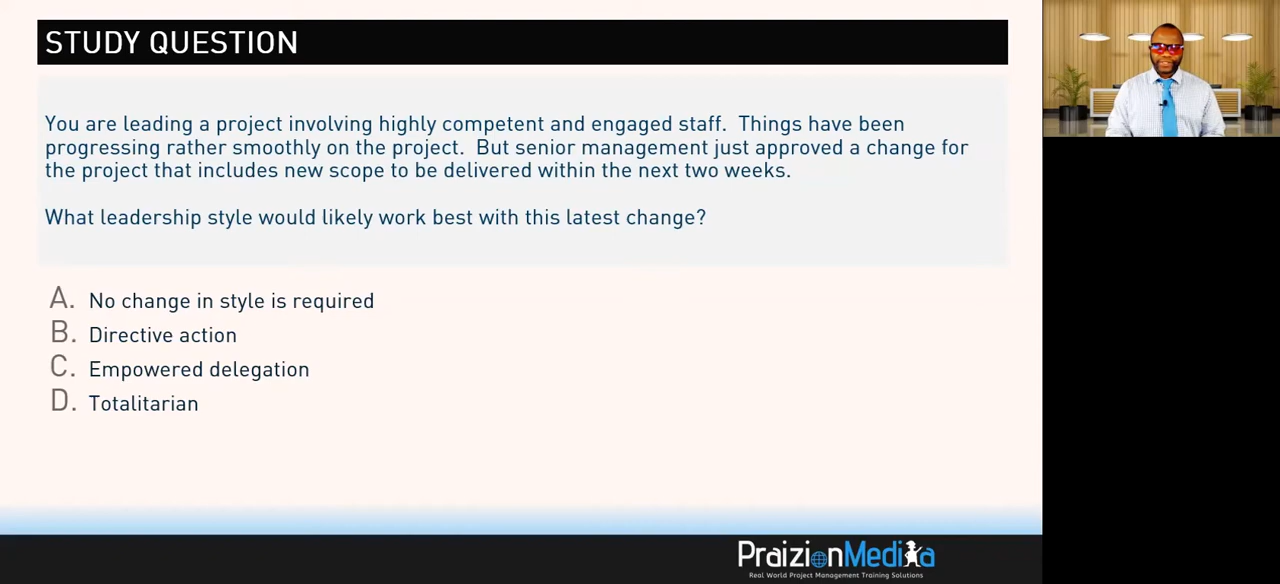 STUDY QUESTION
You are leading a project involving highly competent and engaged staff. Things have been
progressing rather smoothly on the project. But senior management just approved a change for
the project that includes new scope to be delivered within the next two weeks.
What leadership style would likely work best with this latest change?
A. No change in style is required
B. Directive action
C. Empowered delegation
D. Totalitarian
PraizionMedia
Real World Project Management Training Solutions